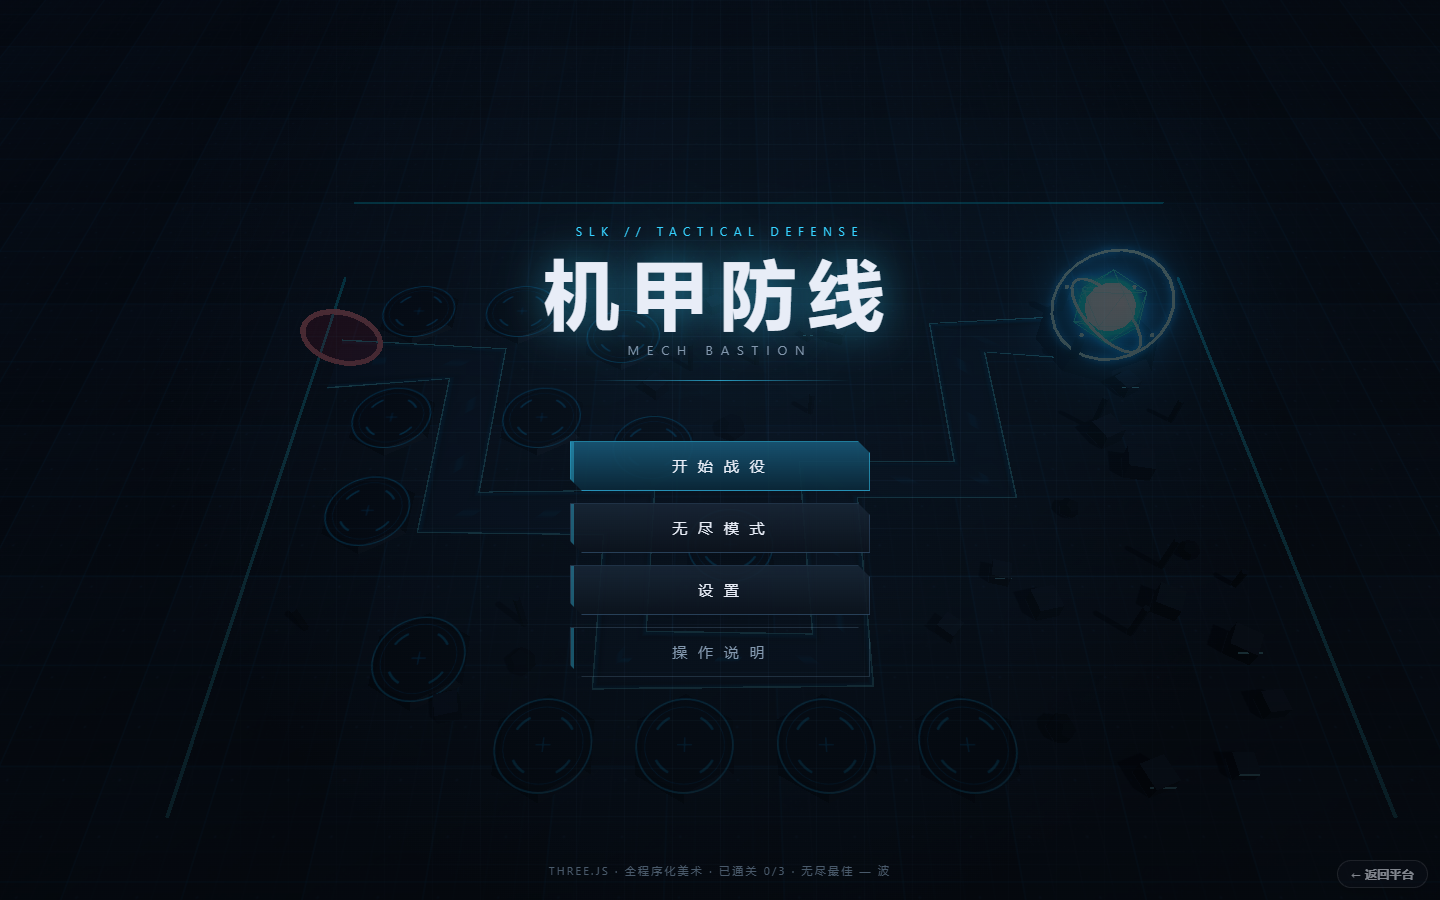 SLK // TACTICAL DEFENSE
机甲防线
MECH BASTION
开始战役
无尽模式
设置
操作说明
THREE.JS · 全程序化美术 · 已通关 0/3 · 无尽最佳 — 波
← 返回平台